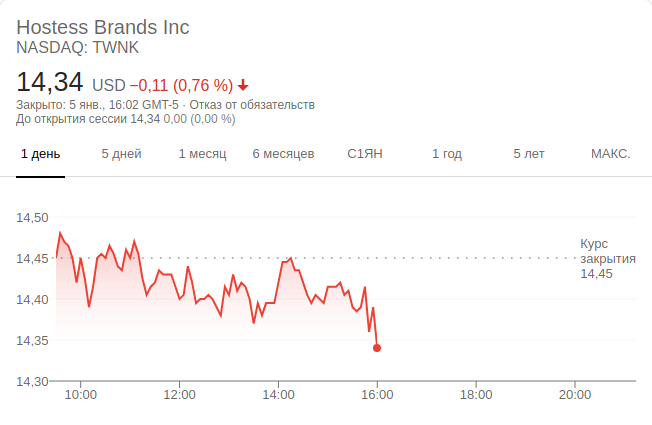 Hostess Brands Inc
NASDAQ: TWNK
14,34 USD −0,11 (0,76 %)
Закрыто: 5 янв., 16:02 GMT-5 · Отказ от обязательств
До открытия сессии 14,34 0,00 (0,00 %)
1 день 5 дней 1 месяц 6 месяцев С1ЯН 1 год 5 лет МАКС.
14,50
14,45
14,40
14,35
14,30
Курс
закрытия
14,45
10:00 12:00 14:00 16:00 18:00 20:00